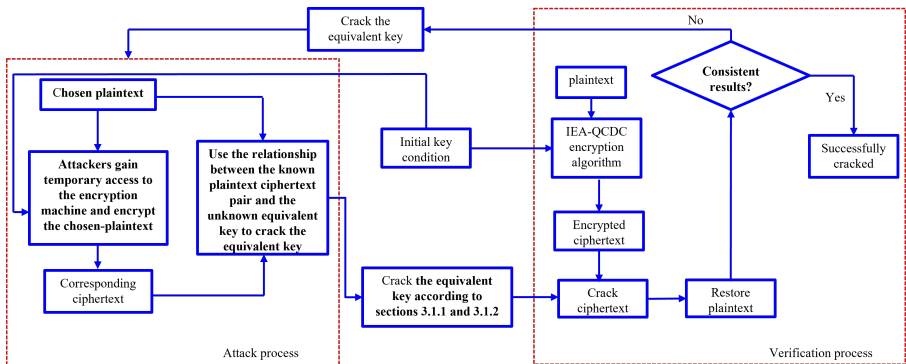 Crack the
equivalent key
No
Chosen plaintext
Attackers gain
temporary access to
the encryption
machine and encrypt
the chosen-plaintext
Corresponding
ciphertext
Use the relationship
between the known
plaintext ciphertext
pair and the
unknown equivalent
key to crack the
equivalent key
Attack process
Initial key
condition
Crack the equivalent
key according to
sections 3.1.1 and 3.1.2
plaintext
IEA-QCDC
encryption
algorithm
Encrypted
ciphertext
Crack
ciphertext
Restore
plaintext
Consistent
results?
Yes
Successfully
cracked
Verification process